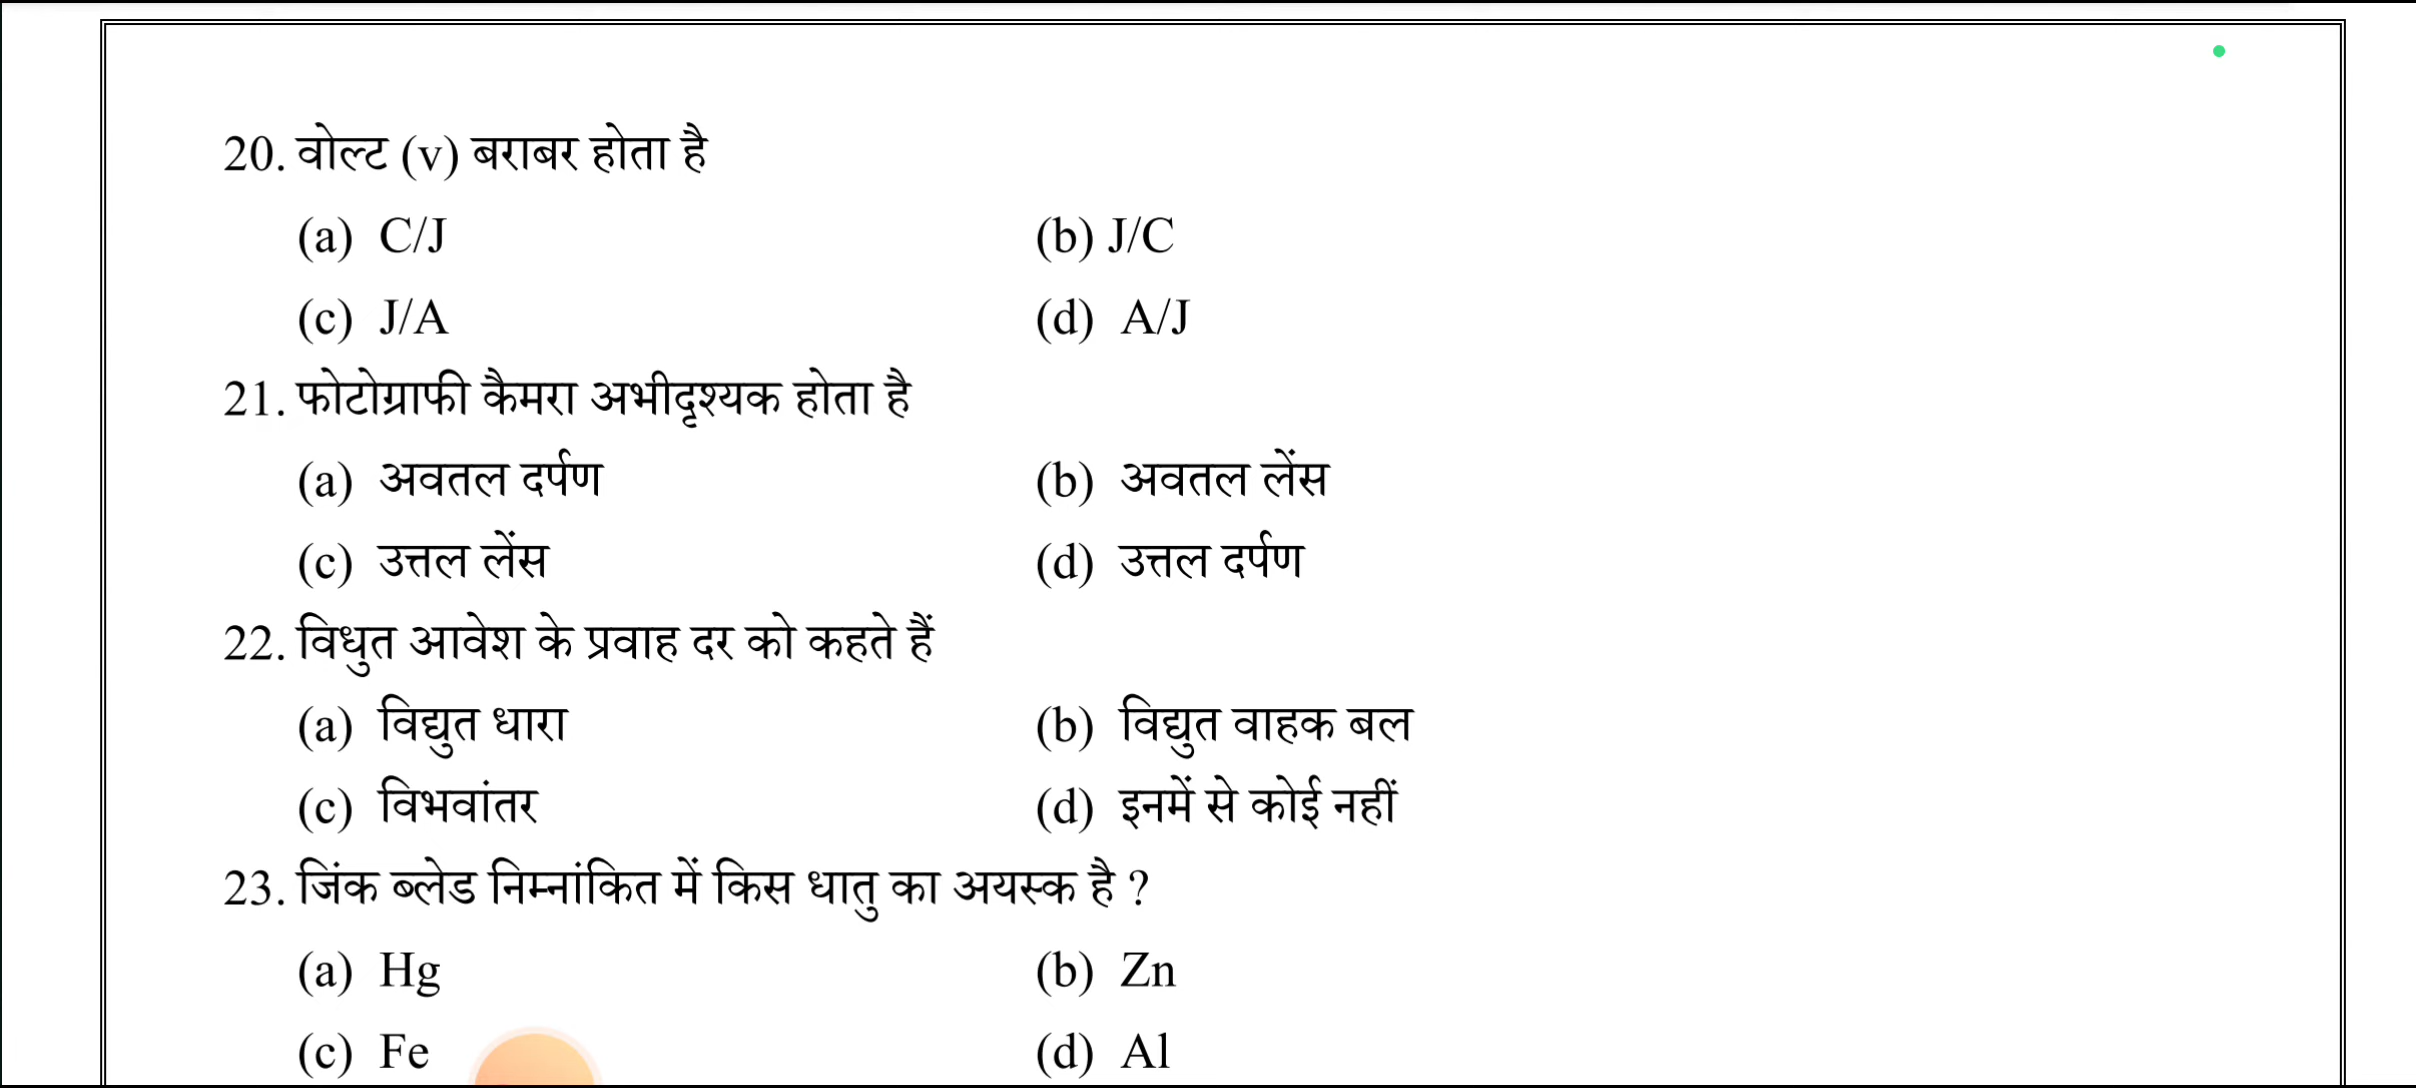 20. वोल्ट (v) बराबर होता है
(a) C/J (b) J/C
(c) J/A (d) A/J
21. फोटोग्राफी कैमरा अभीदृश्यक होता है
(a) अवतल दर्पण (b) अवतल लेंस
(c) उत्तल लेंस (d) उत्तल दर्पण
22. विधुत आवेश के प्रवाह दर को कहते हैं
(a) विद्युत धारा (b) विद्युत वाहक बल
(c) विभवांतर (d) इनमें से कोई नहीं
23. जिंक ब्लेड निम्नांकित में किस धातु का अयस्क है ?
(a) Hg (b) Zn
(c) Fe (d) Al